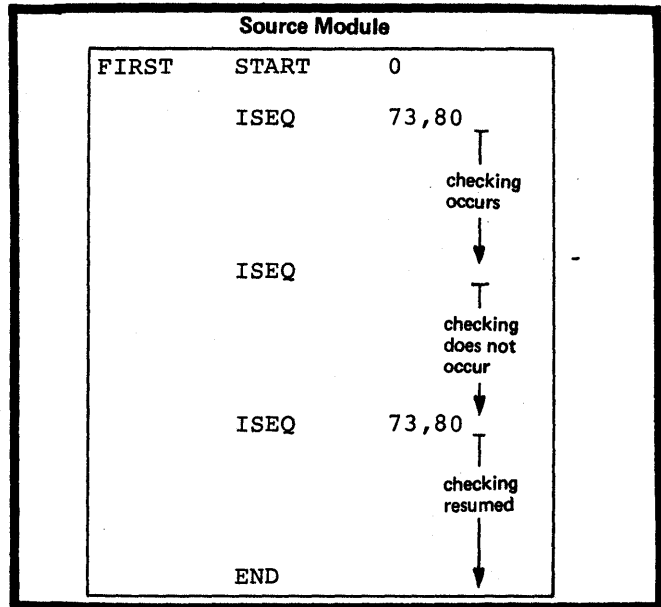 Source Module
FIRST START 0
ISEQ 73,80
checking
occurs
ISEQ
checking
does not
occur
ISEQ 73,80
checking
resumed
END